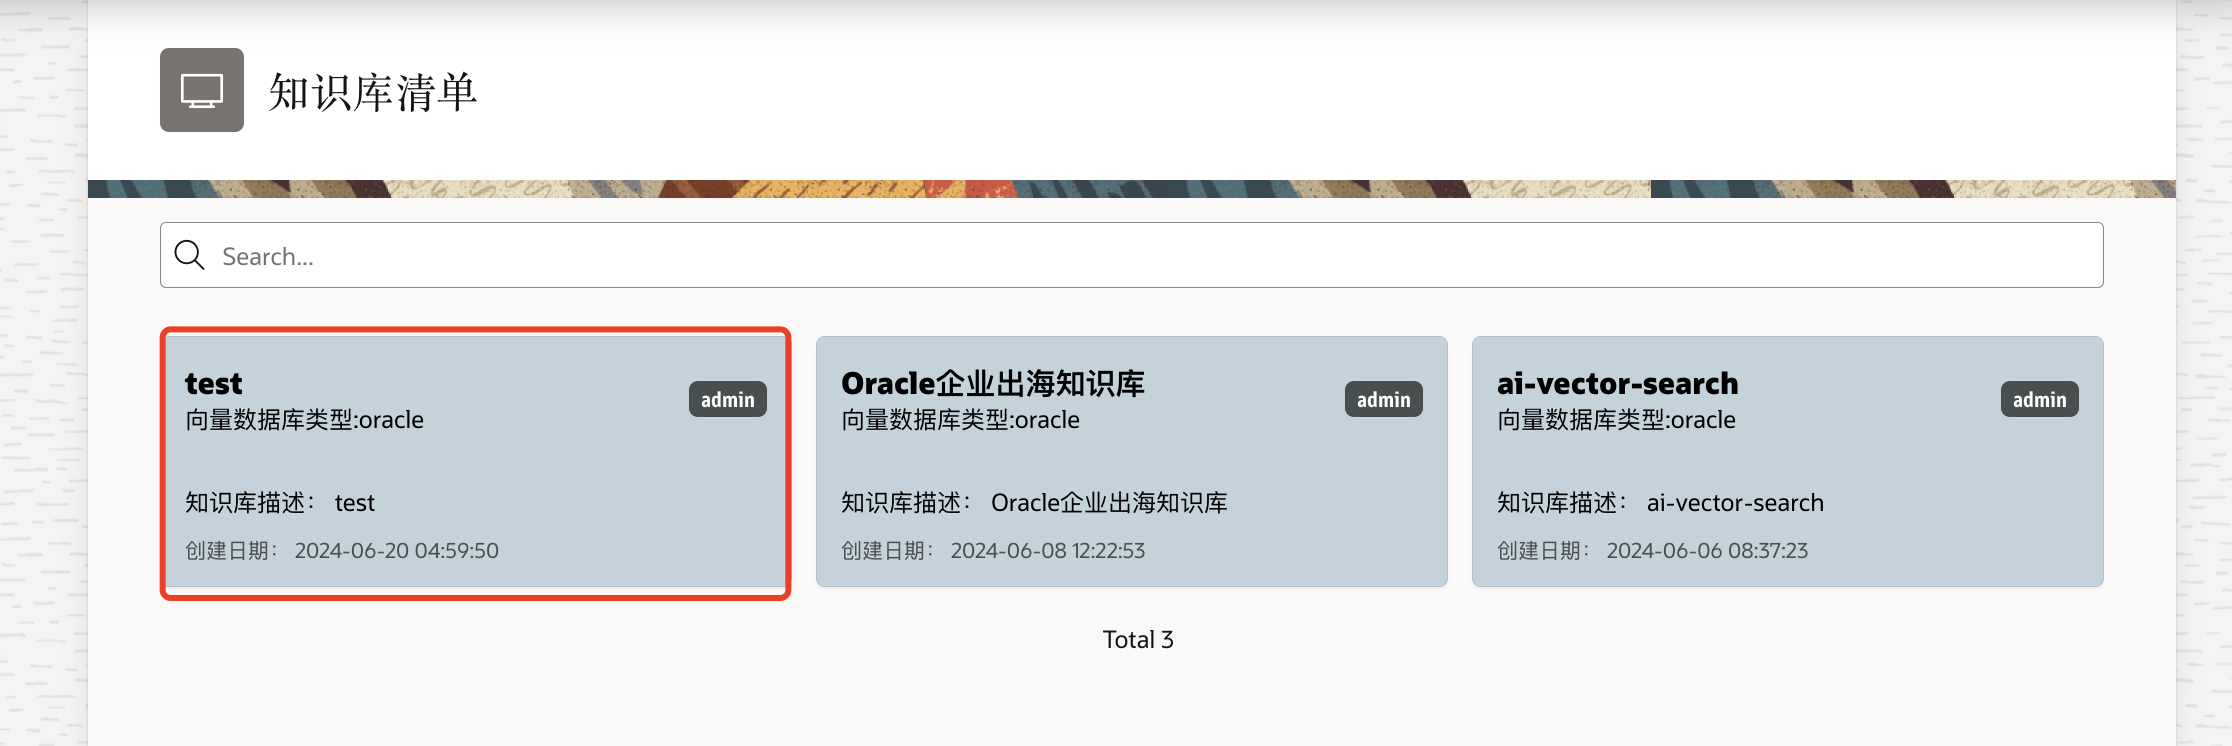 知识库清单
Search...
test
admin
向量数据库类型:oracle
知识库描述： test
创建日期： 2024-06-20 04:59:50
Oracle企业出海知识库
admin
向量数据库类型:oracle
知识库描述： Oracle企业出海知识库
创建日期： 2024-06-08 12:22:53
ai-vector-search
admin
向量数据库类型:oracle
知识库描述： ai-vector-search
创建日期： 2024-06-06 08:37:23
Total 3